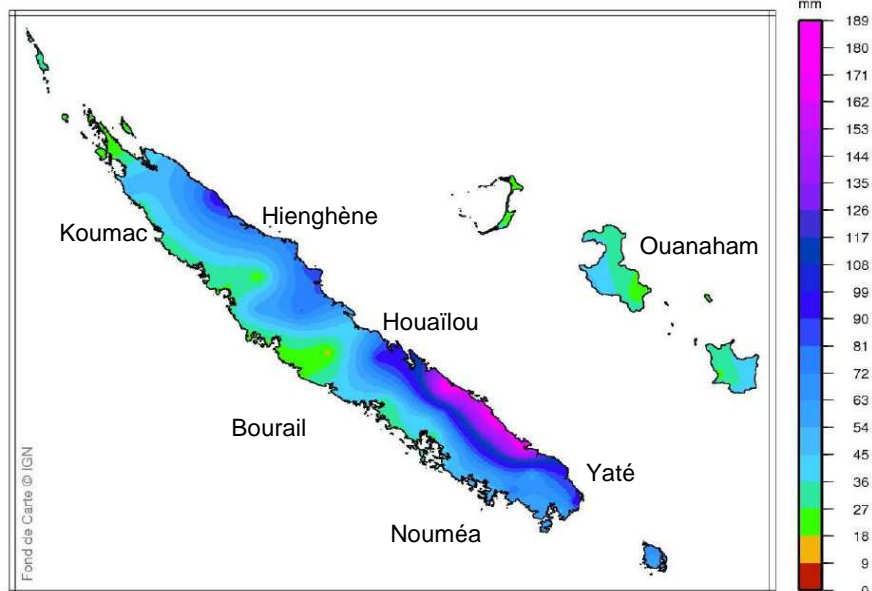 mm
189
180
171
162
153
144
135
126
117
108
99
90
81
72
63
54
45
36
27
18
9
0
Hienghène
Koumac
Ouanaham
Houaïlou
Bourail
Yaté
Nouméa
Fond de Carte © IGN